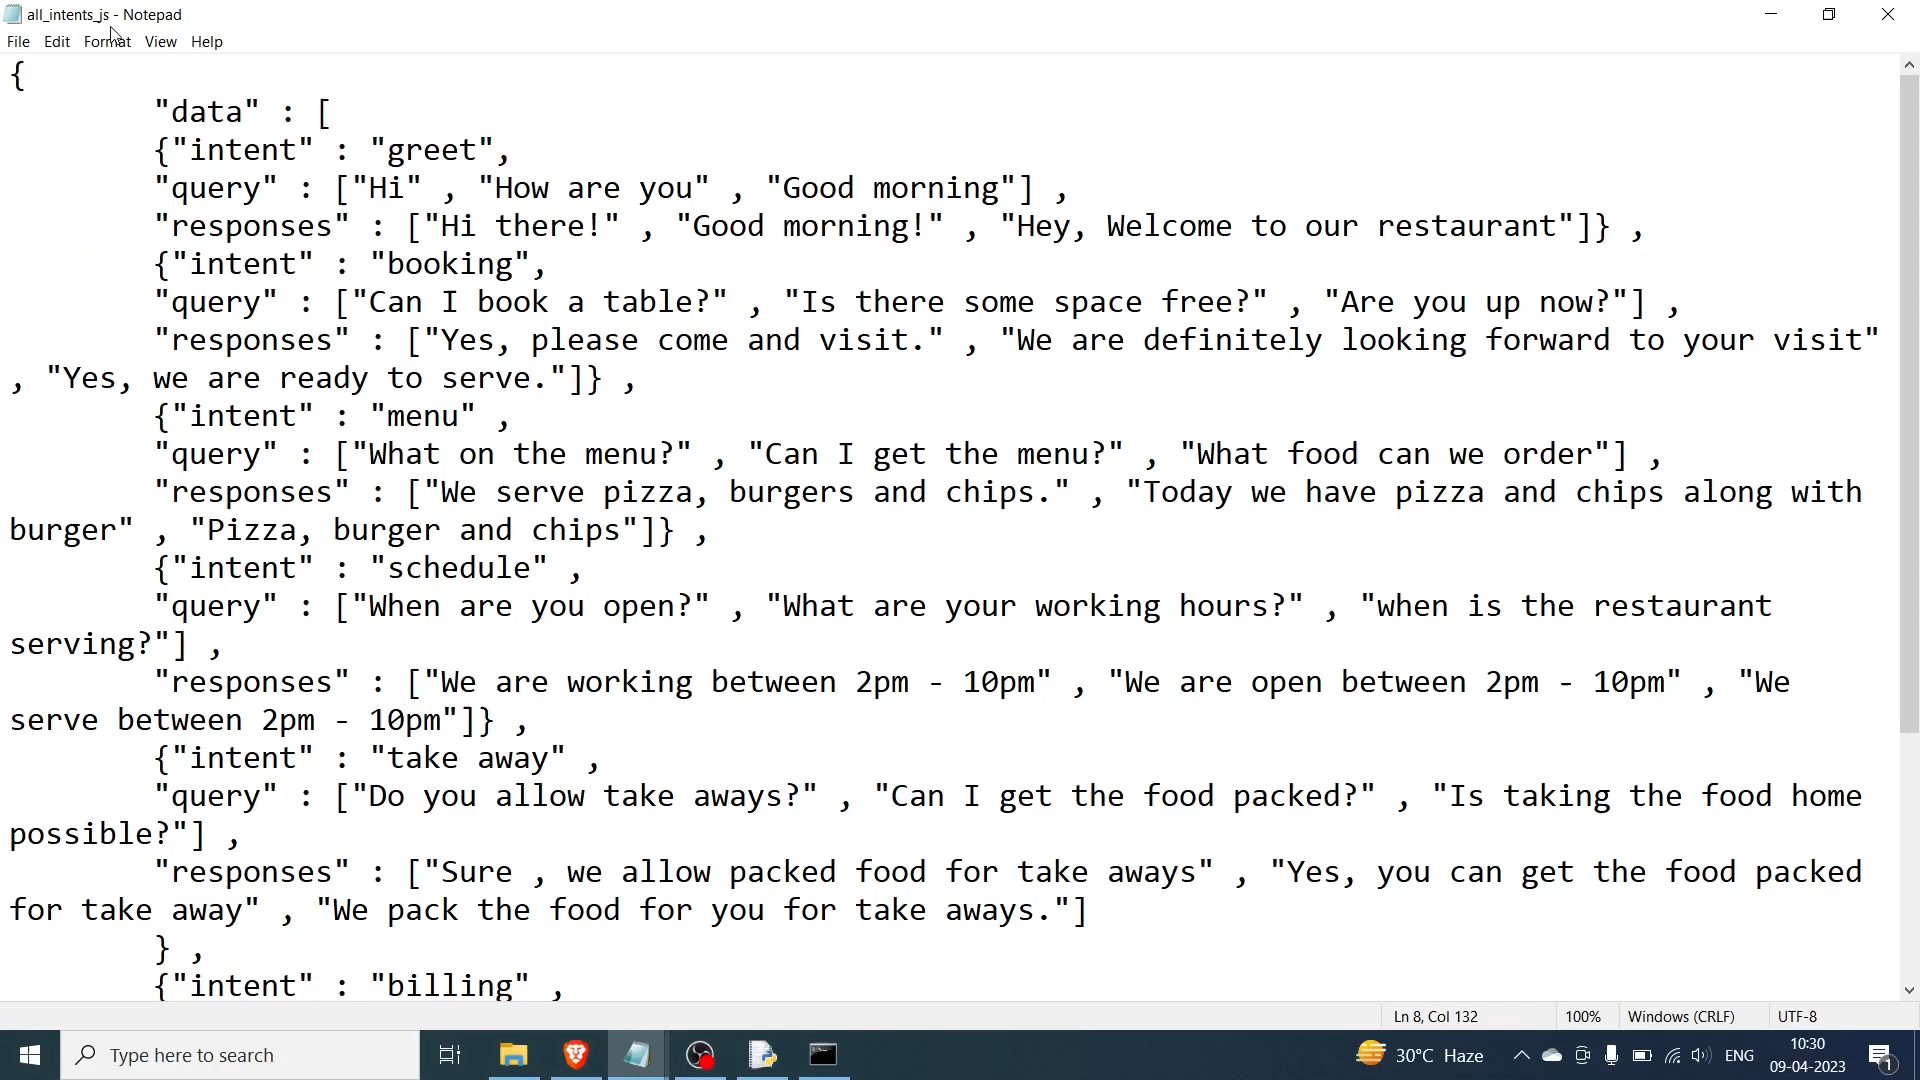 all_intents_js - Notepad
File Edit Format View Help
{
"data" : [
{"intent" : "greet",
"query" : ["Hi" , "How are you" , "Good morning"] ,
"responses" : ["Hi there!" , "Good morning!" , "Hey, Welcome to our restaurant"]} ,
{"intent" : "booking",
"query" : ["Can I book a table?" , "Is there some space free?" , "Are you up now?"] ,
"responses" : ["Yes, please come and visit." , "We are definitely looking forward to your visit"
, "Yes, we are ready to serve."]} ,
{"intent" : "menu" ,
"query" : ["What on the menu?" , "Can I get the menu?" , "What food can we order"] ,
"responses" : ["We serve pizza, burgers and chips." , "Today we have pizza and chips along with
burger" , "Pizza, burger and chips"]} ,
{"intent" : "schedule" ,
"query" : ["When are you open?" , "What are your working hours?" , "when is the restaurant
serving?"] ,
"responses" : ["We are working between 2pm - 10pm" , "We are open between 2pm - 10pm" , "We
serve between 2pm - 10pm"]} ,
{"intent" : "take away" ,
"query" : ["Do you allow take aways?" , "Can I get the food packed?" , "Is taking the food home
possible?"] ,
"responses" : ["Sure , we allow packed food for take aways" , "Yes, you can get the food packed
for take away" , "We pack the food for you for take aways."]
} ,
{"intent" : "billing" ,
Ln 8, Col 132 100% Windows (CRLF) UTF-8
Type here to search 30°C Haze ENG 10:30
09-04-2023 1